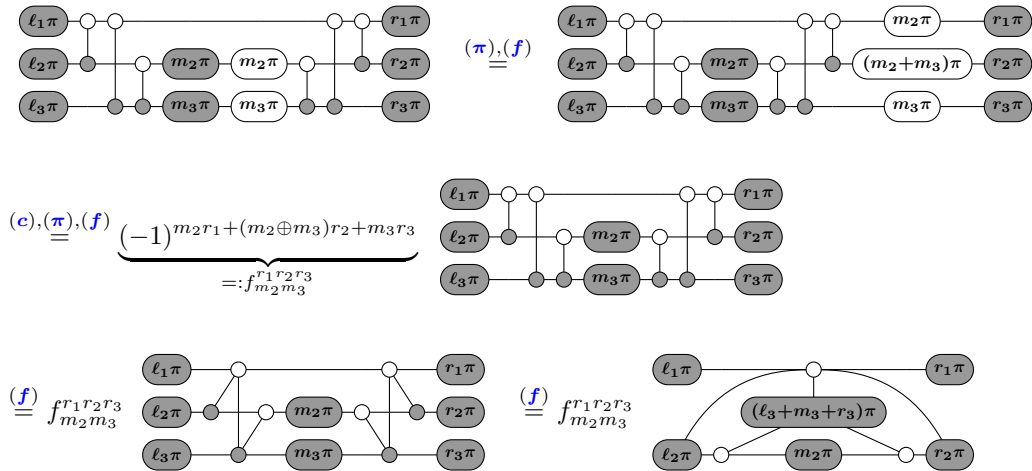 ℓ₁π r₁π (π),(f) = ℓ₁π m₂π r₁π
ℓ₂π m₂π m₂π r₂π ℓ₂π m₂π (m₂+m₃)π r₂π
ℓ₃π m₃π m₃π r₃π ℓ₃π m₃π m₃π r₃π
(c),(π),(f) = (-1)^{m₂r₁+(m₂⊕m₃)r₂+m₃r₃} ℓ₁π r₁π
=:f^{r₁r₂r₃}_{m₂m₃} ℓ₂π m₂π r₂π
ℓ₃π m₃π r₃π
ℓ₁π r₁π ℓ₁π r₁π
(f) = f^{r₁r₂r₃}_{m₂m₃} ℓ₂π m₂π r₂π (f) = f^{r₁r₂r₃}_{m₂m₃} (ℓ₃+m₃+r₃)π
ℓ₃π m₃π r₃π ℓ₂π m₂π r₂π